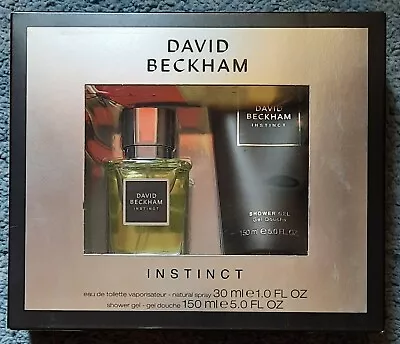 DAVID
BECKHAM
DAVID
BECKHAM
INSTINCT
DAVID
BECKHAM
INSTINCT
SHOWER GEL
Gel Douche
150 ml e 5.0 FL OZ
INSTINCT
eau de toilette vaporisateur - natural spray 30 ml e 1.0 FL OZ
shower gel - gel douche 150 ml e 5.0 FL OZ